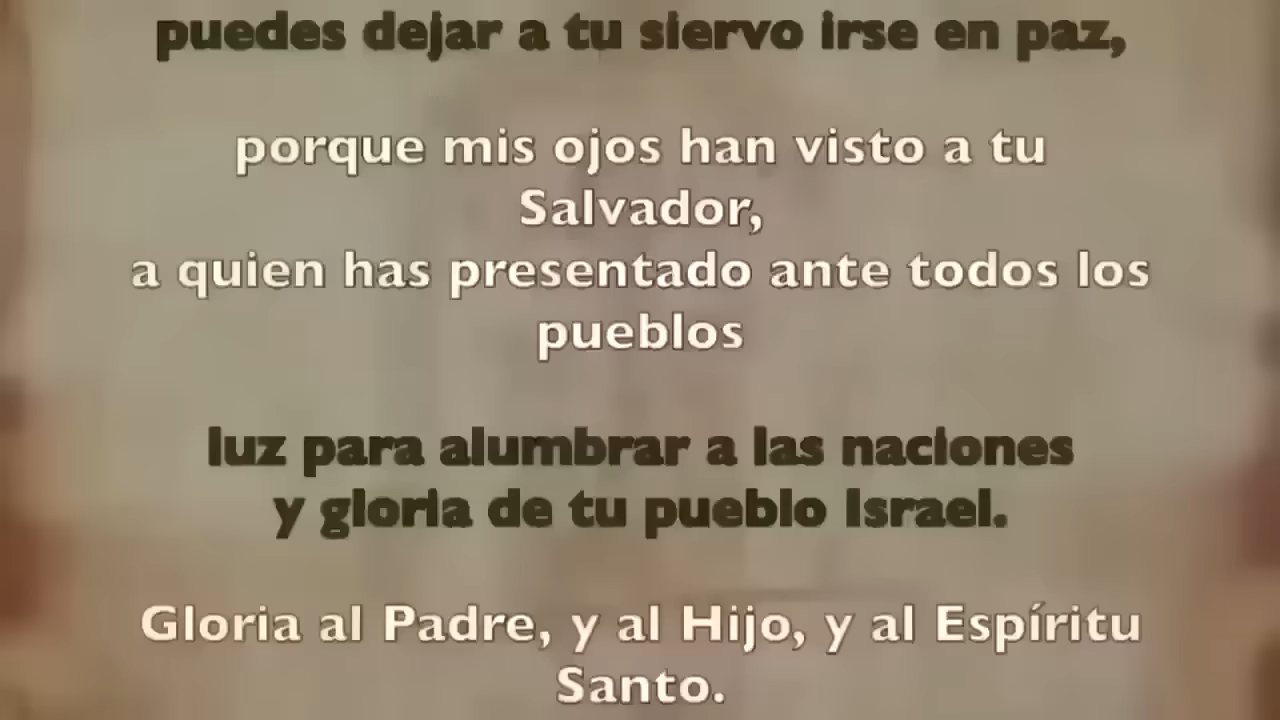 puedes dejar a tu siervo irse en paz,
porque mis ojos han visto a tu
Salvador,
a quien has presentado ante todos los
pueblos
luz para alumbrar a las naciones
y gloria de tu pueblo Israel.
Gloria al Padre, y al Hijo, y al Espíritu
Santo.